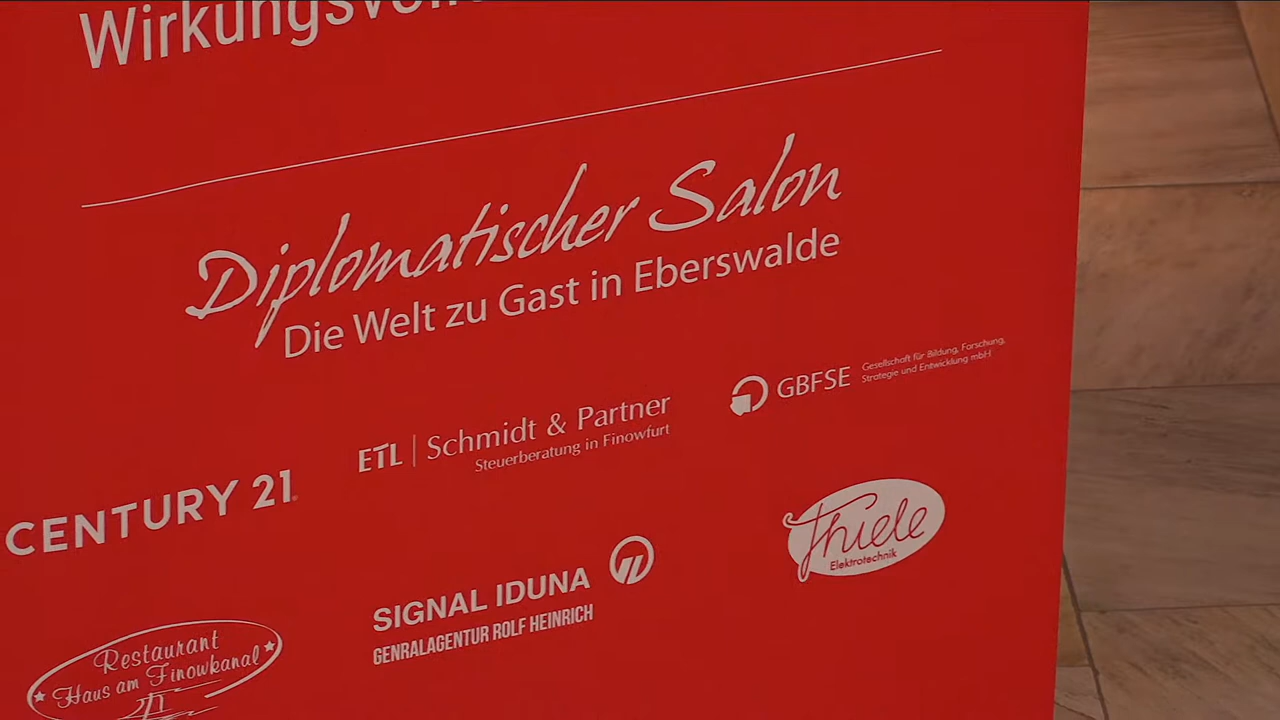 Diplomatischer Salon
Die Welt zu Gast in Eberswalde
GBFSE
Gesellschaft für Bildung, Forschung,
Strategie und Entwicklung mbH
ETL | Schmidt & Partner
Steuerberatung in Finowfurt
CENTURY 21
Thiele
Elektrotechnik
SIGNAL IDUNA
GENRALAGENTUR ROLF HEINRICH
Restaurant
Haus am Finowkanal